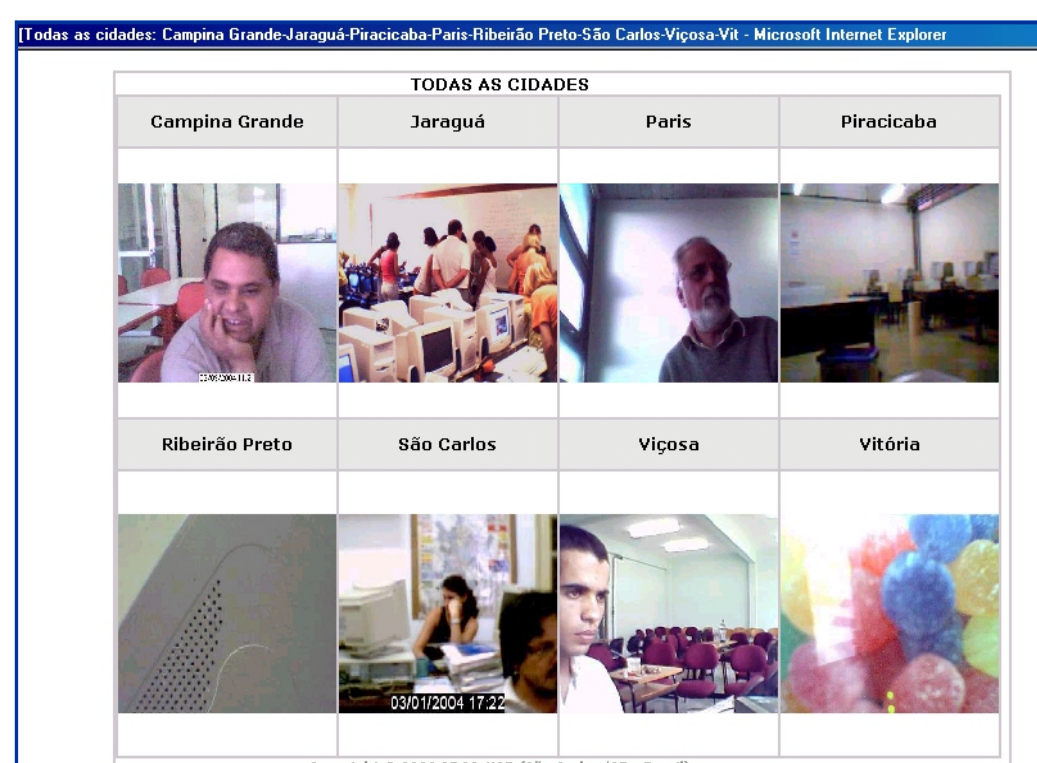 [Todas as cidades: Campina Grande-Jaraguá-Piracicaba-Paris-Ribeirão Preto-São Carlos-Viçosa-Vit - Microsoft Internet Explorer
TODAS AS CIDADES
Campina Grande
Jaraguá
Paris
Piracicaba
Ribeirão Preto
São Carlos
Viçosa
Vitória
03/01/2004 17:22